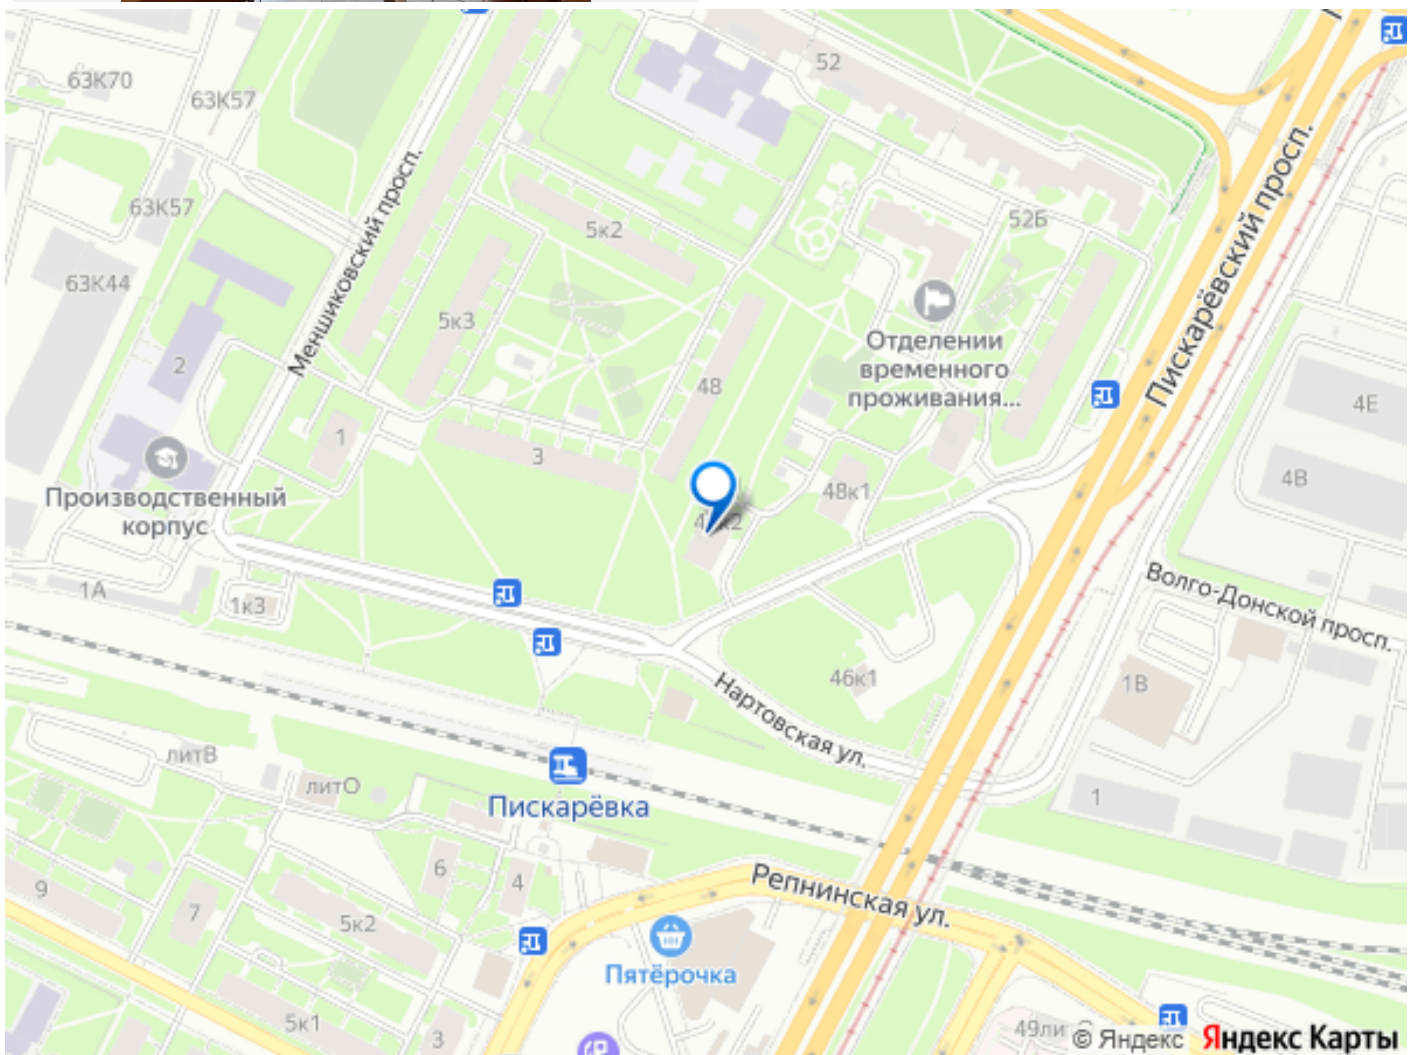 52
63К70
63К57
Пискарёвский просп.
Меншиковский просп.
63К57
5к2
52Б
63К44
5к3
Отделении
временного
проживания...
2
48
4Е
1
3
4В
48к1
Производственный
корпус
1А
1к3
Волго-Донской просп.
46к1
1В
Нартовская ул.
литВ
литО
Пискарёвка
1
6
4
Репнинская ул.
9
7
5к2
Пятёрочка
5к1
3
© Яндекс Яндекс Карты